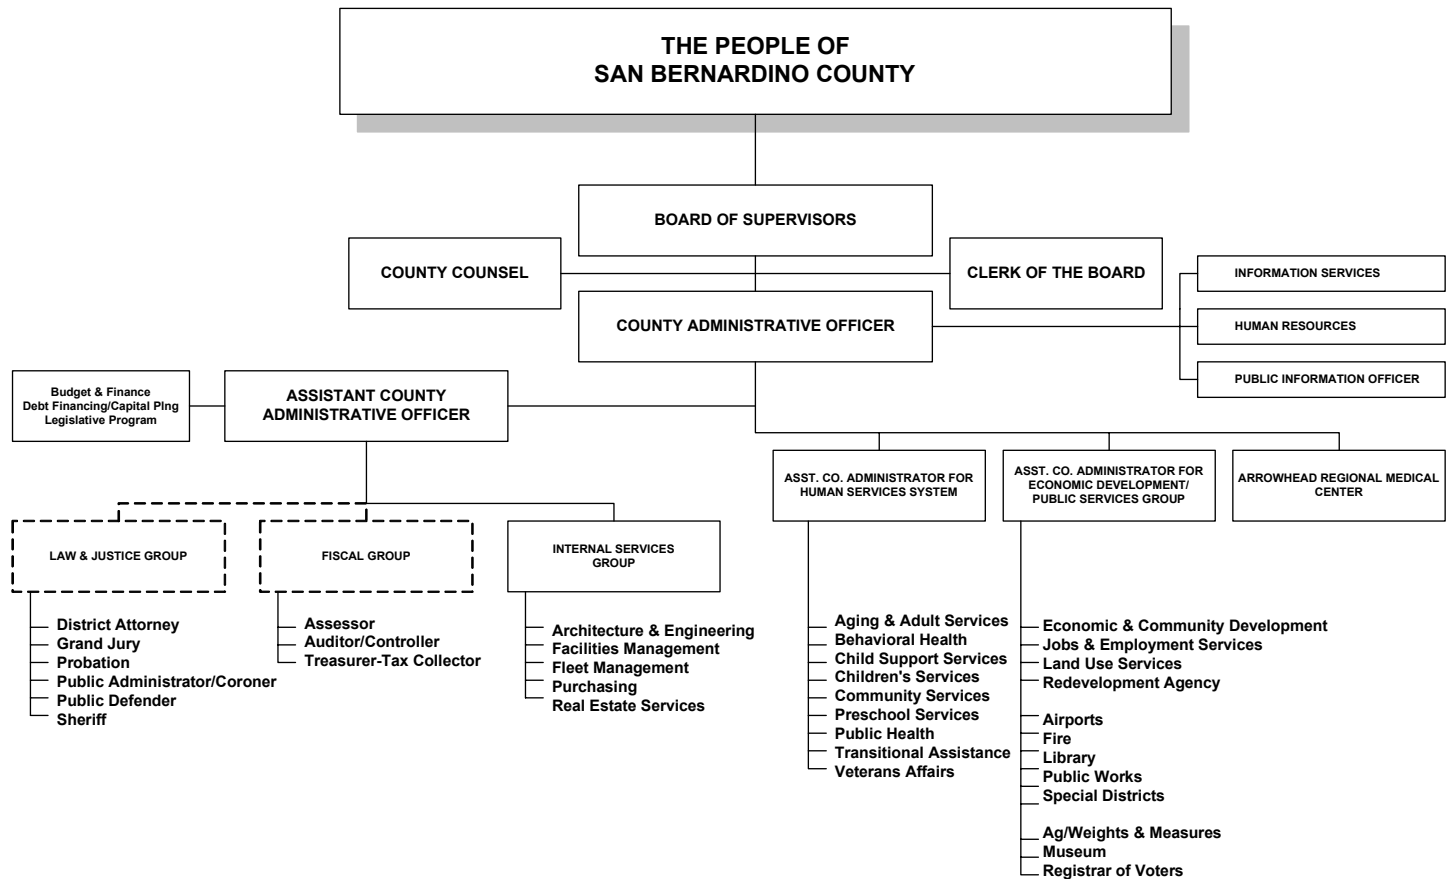 THE PEOPLE OF
SAN BERNARDINO COUNTY
BOARD OF SUPERVISORS
COUNTY COUNSEL
CLERK OF THE BOARD
INFORMATION SERVICES
COUNTY ADMINISTRATIVE OFFICER
HUMAN RESOURCES
PUBLIC INFORMATION OFFICER
Budget & Finance
Debt Financing/Capital Plng
Legislative Program
ASSISTANT COUNTY
ADMINISTRATIVE OFFICER
ASST. CO. ADMINISTRATOR FOR
HUMAN SERVICES SYSTEM
ASST. CO. ADMINISTRATOR FOR
ECONOMIC DEVELOPMENT/
PUBLIC SERVICES GROUP
ARROWHEAD REGIONAL MEDICAL
CENTER
LAW & JUSTICE GROUP
FISCAL GROUP
INTERNAL SERVICES
GROUP
District Attorney
Grand Jury
Probation
Public Administrator/Coroner
Public Defender
Sheriff
Assessor
Auditor/Controller
Treasurer-Tax Collector
Architecture & Engineering
Facilities Management
Fleet Management
Purchasing
Real Estate Services
Aging & Adult Services
Behavioral Health
Child Support Services
Children's Services
Community Services
Preschool Services
Public Health
Transitional Assistance
Veterans Affairs
Economic & Community Development
Jobs & Employment Services
Land Use Services
Redevelopment Agency
Airports
Fire
Library
Public Works
Special Districts
Ag/Weights & Measures
Museum
Registrar of Voters